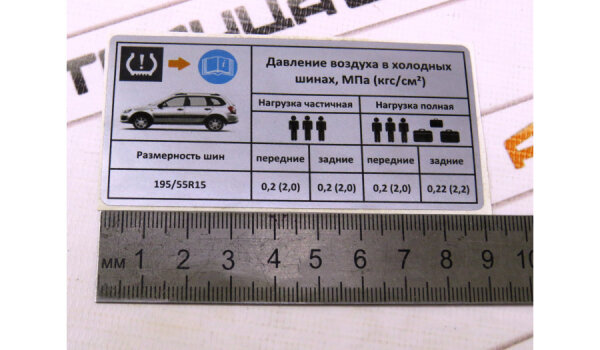 Давление воздуха в холодных
шинах, МПа (кгс/см²)
Нагрузка частичная Нагрузка полная
Размерность шин передние задние передние задние
195/55R15 0,2 (2,0) 0,2 (2,0) 0,2 (2,0) 0,22 (2,2)
мм 1 2 3 4 5 6 7 8 9 10